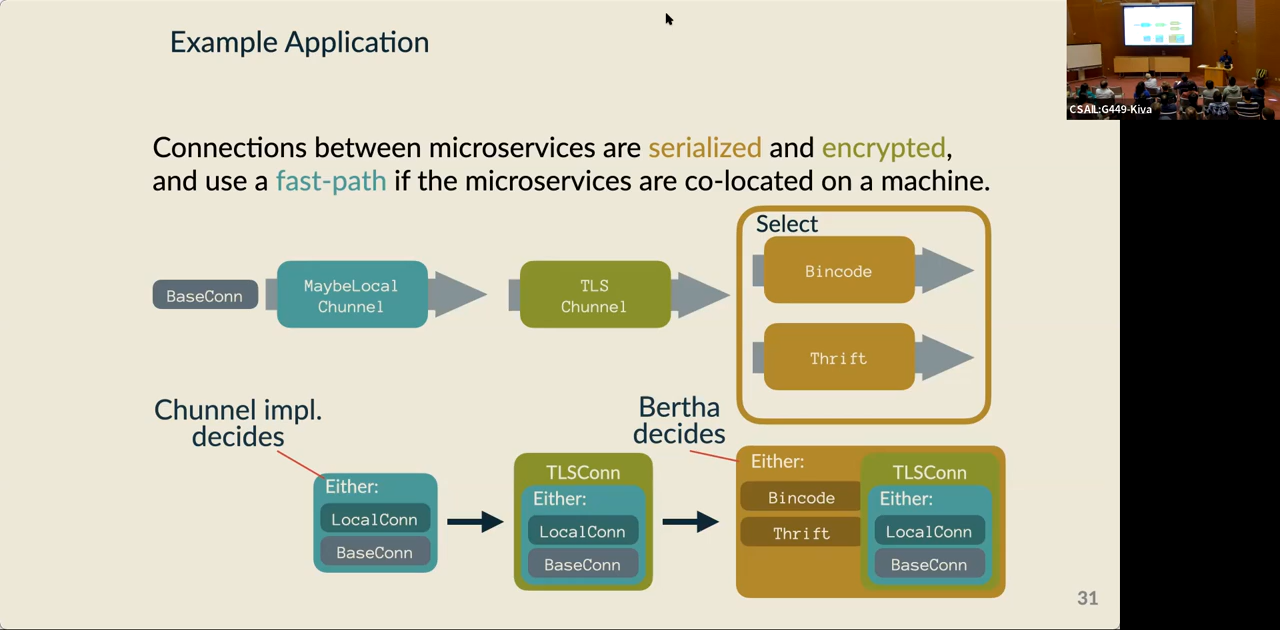 Example Application
CSAIL:G449-Kiva
Connections between microservices are serialized and encrypted,
and use a fast-path if the microservices are co-located on a machine.
Select
BaseConn
MaybeLocal
Chunnel
TLS
Chunnel
Bincode
Thrift
Chunnel impl.
decides
Bertha
decides
Either:
LocalConn
BaseConn
TLSConn
Either:
LocalConn
BaseConn
Either:
Bincode
Thrift
TLSConn
Either:
LocalConn
BaseConn
31